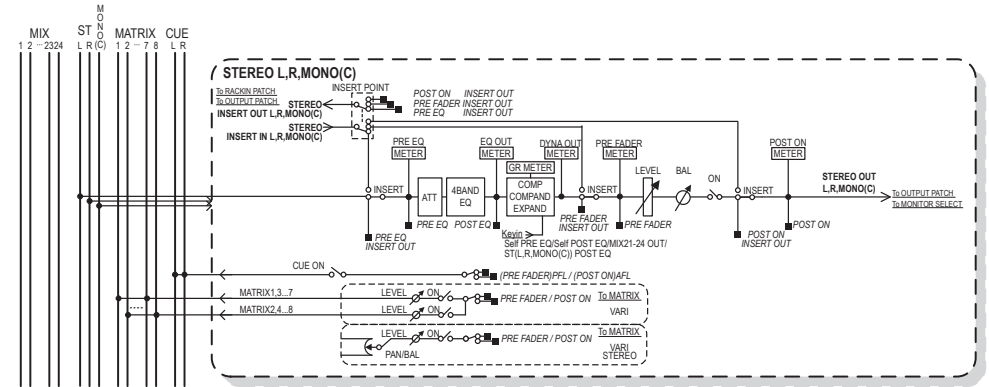 MIX
1 2 ··· 2324
ST
L R
MONO
(C)
MATRIX
1 2 ··· 7 8
CUE
L R
STEREO L,R,MONO(C)
To RACKIN PATCH
To OUTPUT PATCH
STEREO
INSERT OUT L,R,MONO(C)
STEREO
INSERT IN L,R,MONO(C)
INSERT POINT
POST ON INSERT OUT
PRE FADER INSERT OUT
PRE EQ INSERT OUT
PRE EQ
METER
EQ OUT
METER
DYNA OUT
METER
PRE FADER
METER
POST ON
METER
GR METER
LEVEL
BAL
ON
STEREO OUT
L,R,MONO(C)
To OUTPUT PATCH
To MONITOR SELECT
INSERT
ATT
4BAND
EQ
COMP
COMPAND
EXPAND
INSERT
INSERT
PRE EQ
INSERT OUT
PRE EQ
POST EQ
PRE FADER
INSERT OUT
PRE FADER
POST ON
INSERT OUT
POST ON
Keyin
Self PRE EQ/Self POST EQ/MIX21-24 OUT/
ST(L,R,MONO(C)) POST EQ
CUE ON
(PRE FADER)PFL / (POST ON)AFL
MATRIX1,3...7
LEVEL
ON
PRE FADER / POST ON
To MATRIX
VARI
MATRIX2,4...8
LEVEL
ON
LEVEL
ON
PRE FADER / POST ON
To MATRIX
VARI
STEREO
PAN/BAL